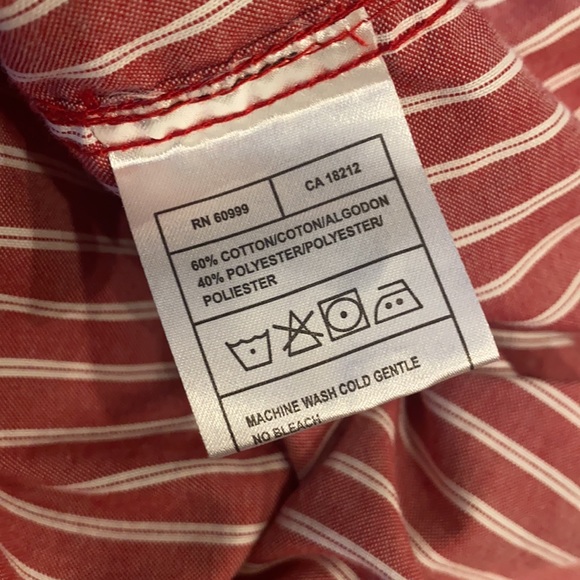 RN 60999
CA 18212
60% COTTON/COTON/ALGODON
40% POLYESTER/POLYESTER/
POLIESTER
MACHINE WASH COLD GENTLE
NO BLEACH